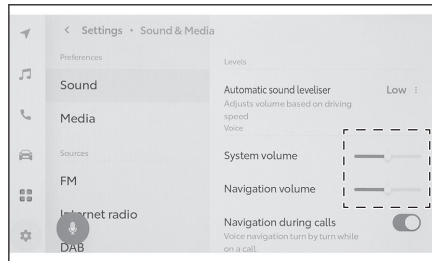 < Settings • Sound & Media
Preferences
Sound
Media
Sources
FM
Internet radio
DAB
Levels
Automatic sound leveliser
Low
Adjusts volume based on driving
speed
Voice
System volume
Navigation volume
Navigation during calls
Voice navigation turn by turn while
on a call.